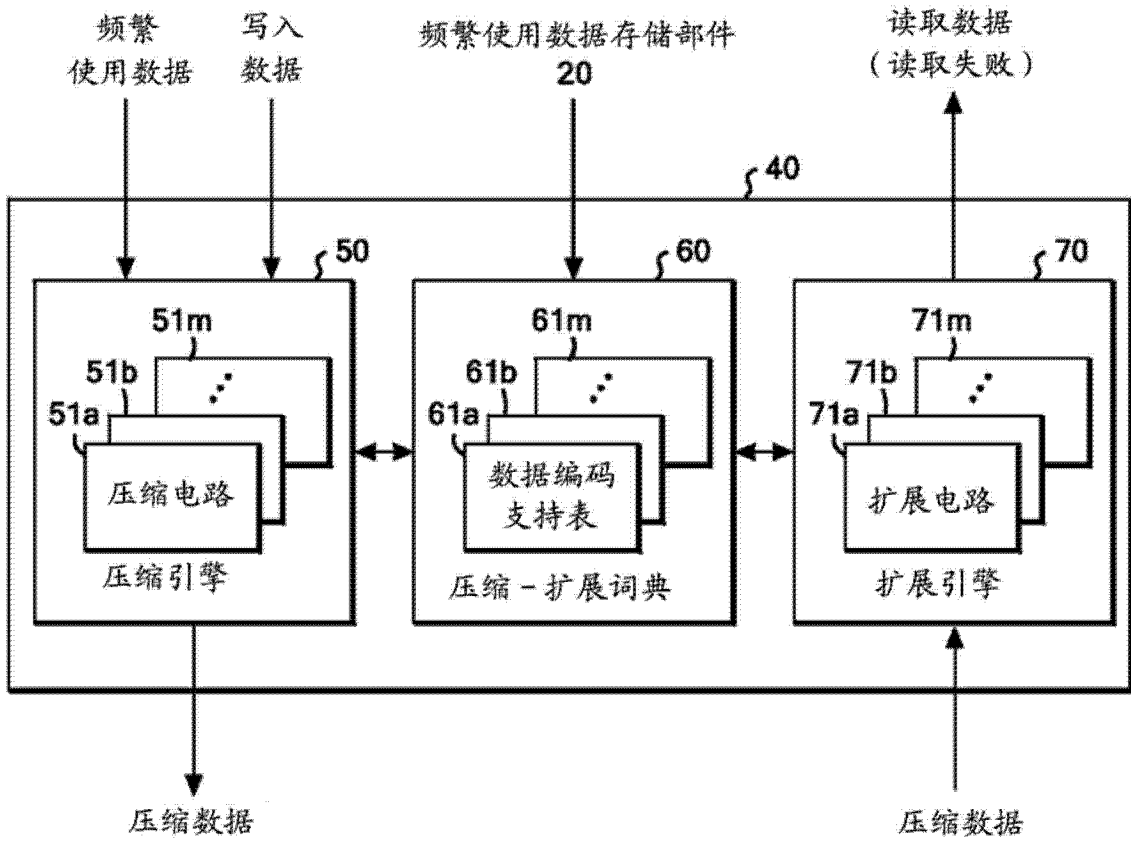 频繁
使用数据
写入
数据
频繁使用数据存储部件
20
读取数据
(读取失败)
40
50
60
70
51m
51b
51a
压缩电路
压缩引擎
61m
61b
61a
数据编码
支持表
压缩-扩展词典
71m
71b
71a
扩展电路
扩展引擎
压缩数据
压缩数据